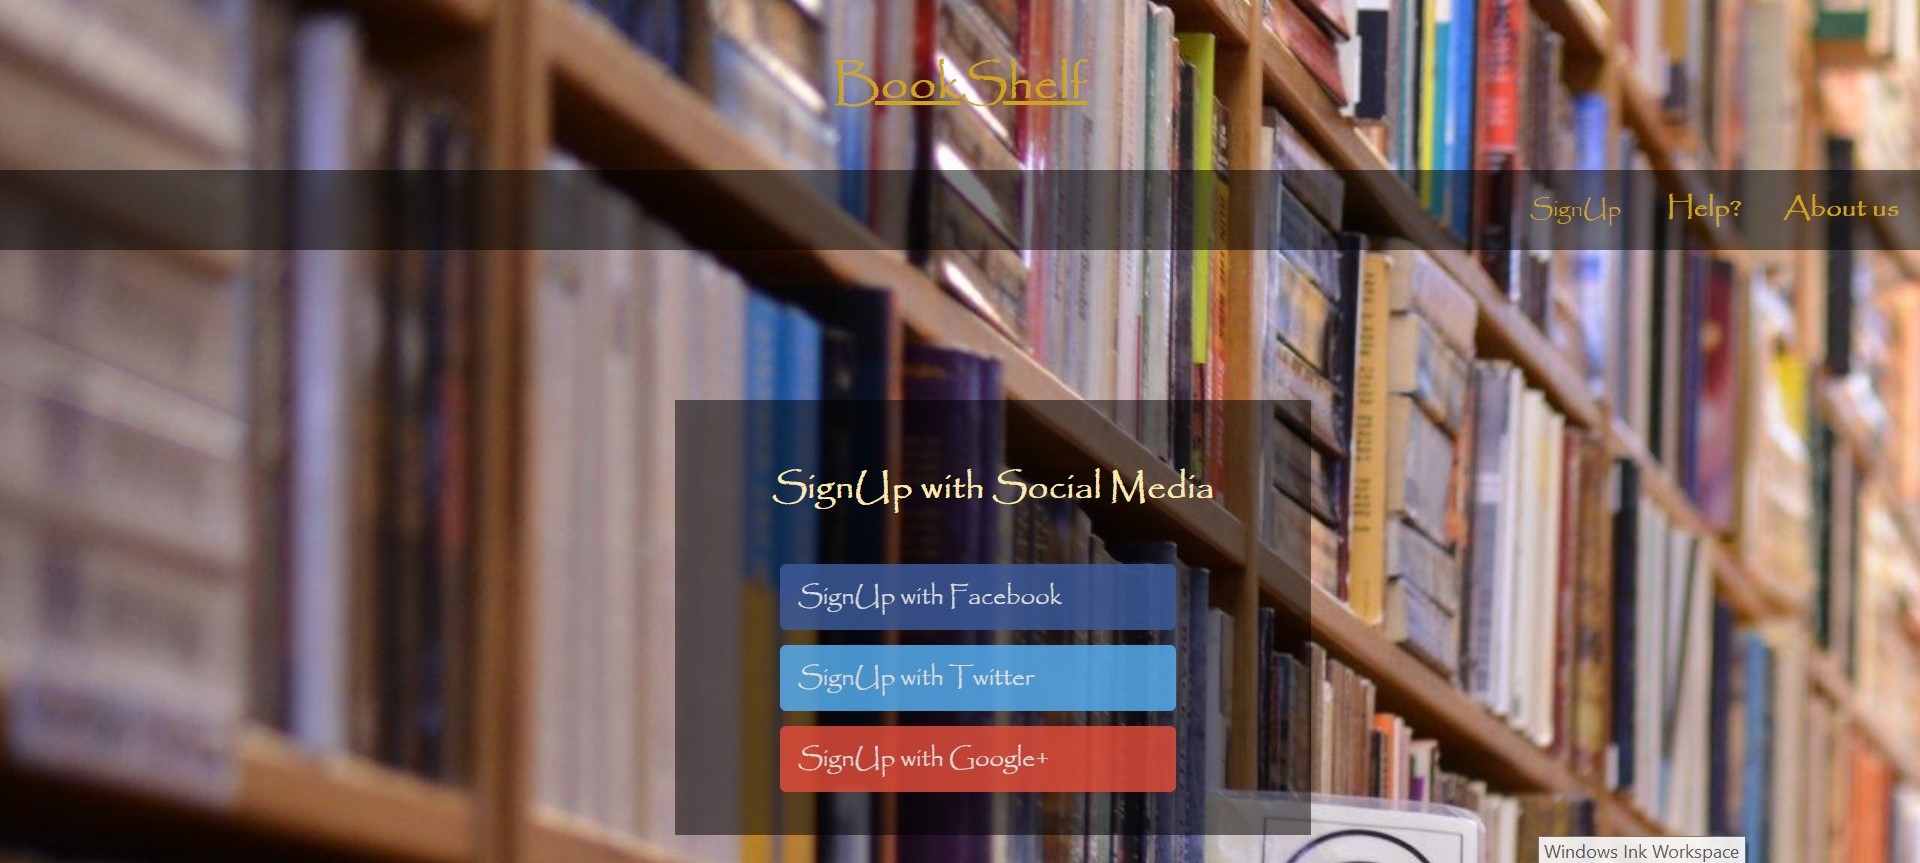 BookShelf
SignUp Help? About us
SignUp with Social Media
SignUp with Facebook
SignUp with Twitter
SignUp with Google+
Windows Ink Workspace